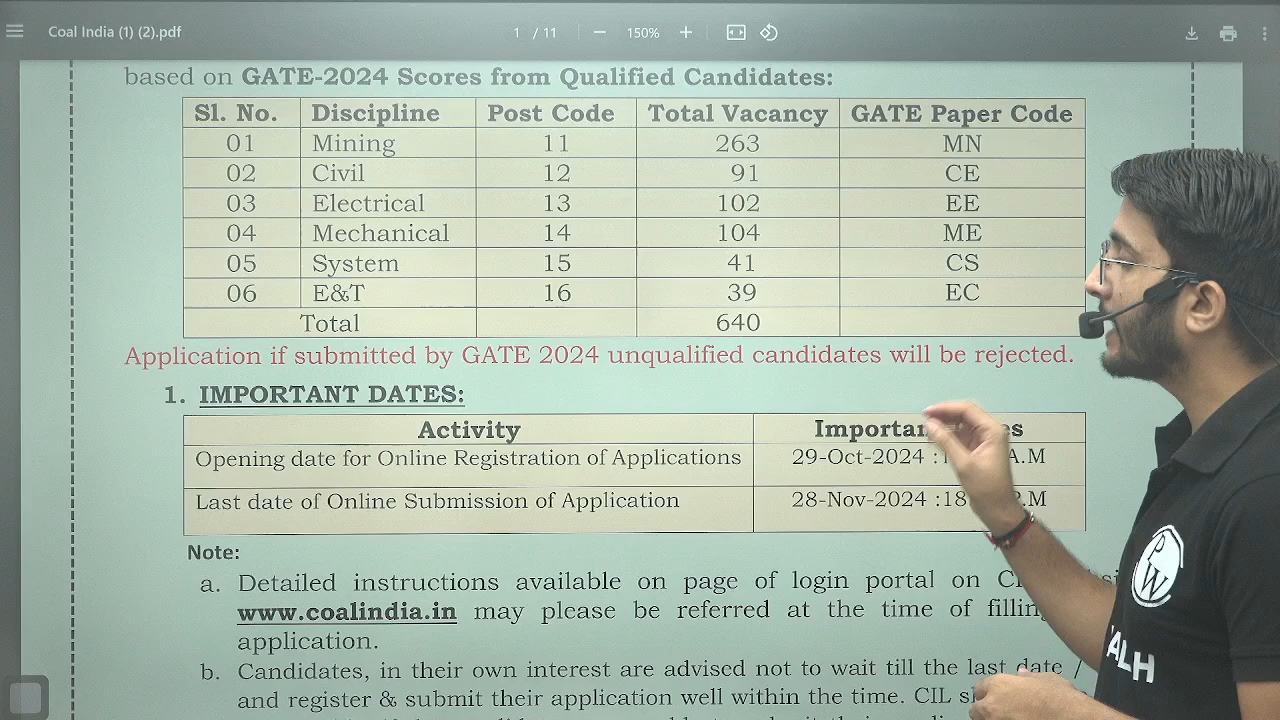 Coal India (1) (2).pdf
1 / 11
150%
based on GATE-2024 Scores from Qualified Candidates:
Sl. No. Discipline Post Code Total Vacancy GATE Paper Code
01 Mining 11 263 MN
02 Civil 12 91 CE
03 Electrical 13 102 EE
04 Mechanical 14 104 ME
05 System 15 41 CS
06 E&T 16 39 EC
Total 640
Application if submitted by GATE 2024 unqualified candidates will be rejected.
1. IMPORTANT DATES:
Activity
Opening date for Online Registration of Applications 29-Oct-2024 : A.M
Last date of Online Submission of Application 28-Nov-2024 :18
Note:
a. Detailed instructions available on page of login portal on
www.coalindia.in may please be referred at the time of
application.
b. Candidates, in their own interest are advised not to wait till the last date /
and register & submit their application well within the time. CIL
PW
ALH